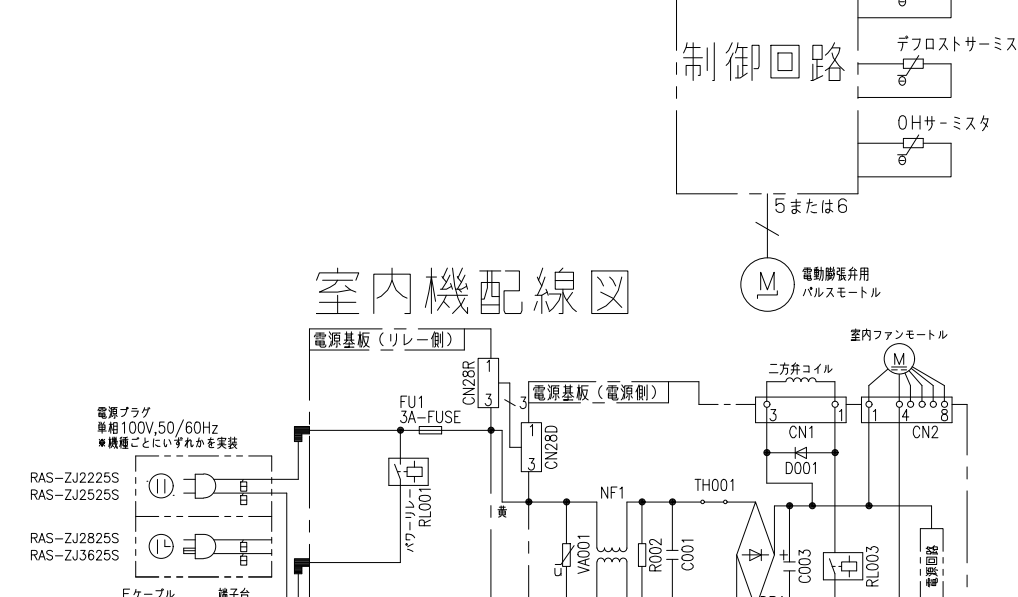 デフロストサーミス
制御回路
OHサーミスタ
5または6
M
電動膨張弁用
パルスモートル
室内機配線図
室内ファンモートル
M
電源基板(リレー側)
二方弁コイル
1
3
CN28R
3
電源基板(電源側)
FU1
3A-FUSE
3
1
1
4
8
CN1
CN2
電源プラグ
単相100V,50/60Hz
※機種ごとにいずれかを実装
1
3
CN28D
D001
RAS-ZJ2225S
RAS-ZJ2525S
パワーリレー
RL001
NF1
TH001
黄
RAS-ZJ2825S
RAS-ZJ3625S
VA001
R002
C001
C003
RL003
電源回路
Fケーブル
端子台